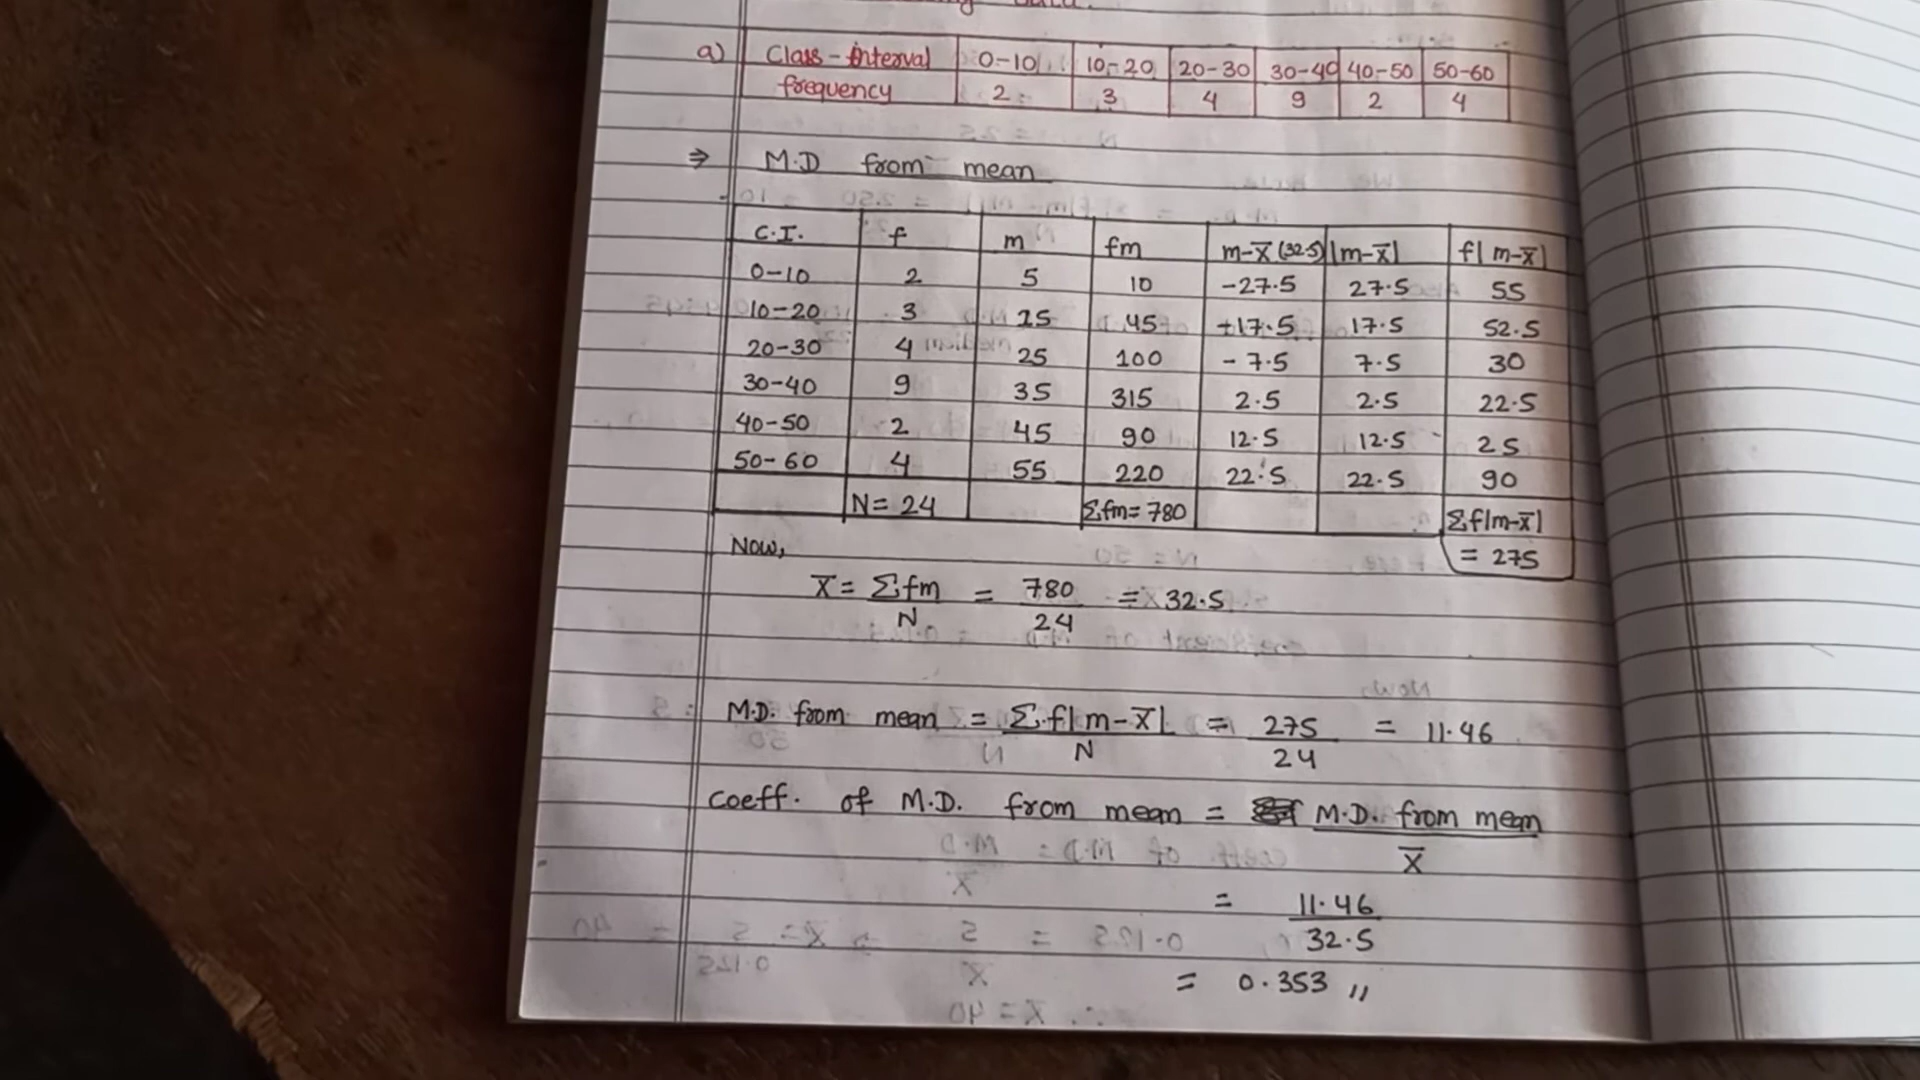 a) Class-interval 0-10 10-20 20-30 30-40 40-50 50-60
frequency 2 3 4 9 2 4
⇒ M.D from mean
C.I. f m fm m-x̄(32.5) |m-x̄| f|m-x̄|
0-10 2 5 10 -27.5 27.5 55
10-20 3 15 45 +17.5 17.5 52.5
20-30 4 25 100 -7.5 7.5 30
30-40 9 35 315 2.5 2.5 22.5
40-50 2 45 90 12.5 12.5 25
50-60 4 55 220 22.5 22.5 90
N=24 Σfm=780 Σf|m-x̄|
= 275
Now,
x̄ = Σfm / N = 780 / 24 = 32.5
M.D. from mean = Σf|m-x̄| / N = 275 / 24 = 11.46
coeff. of M.D. from mean = M.D. from mean / x̄
= 11.46 / 32.5
= 0.353 〃